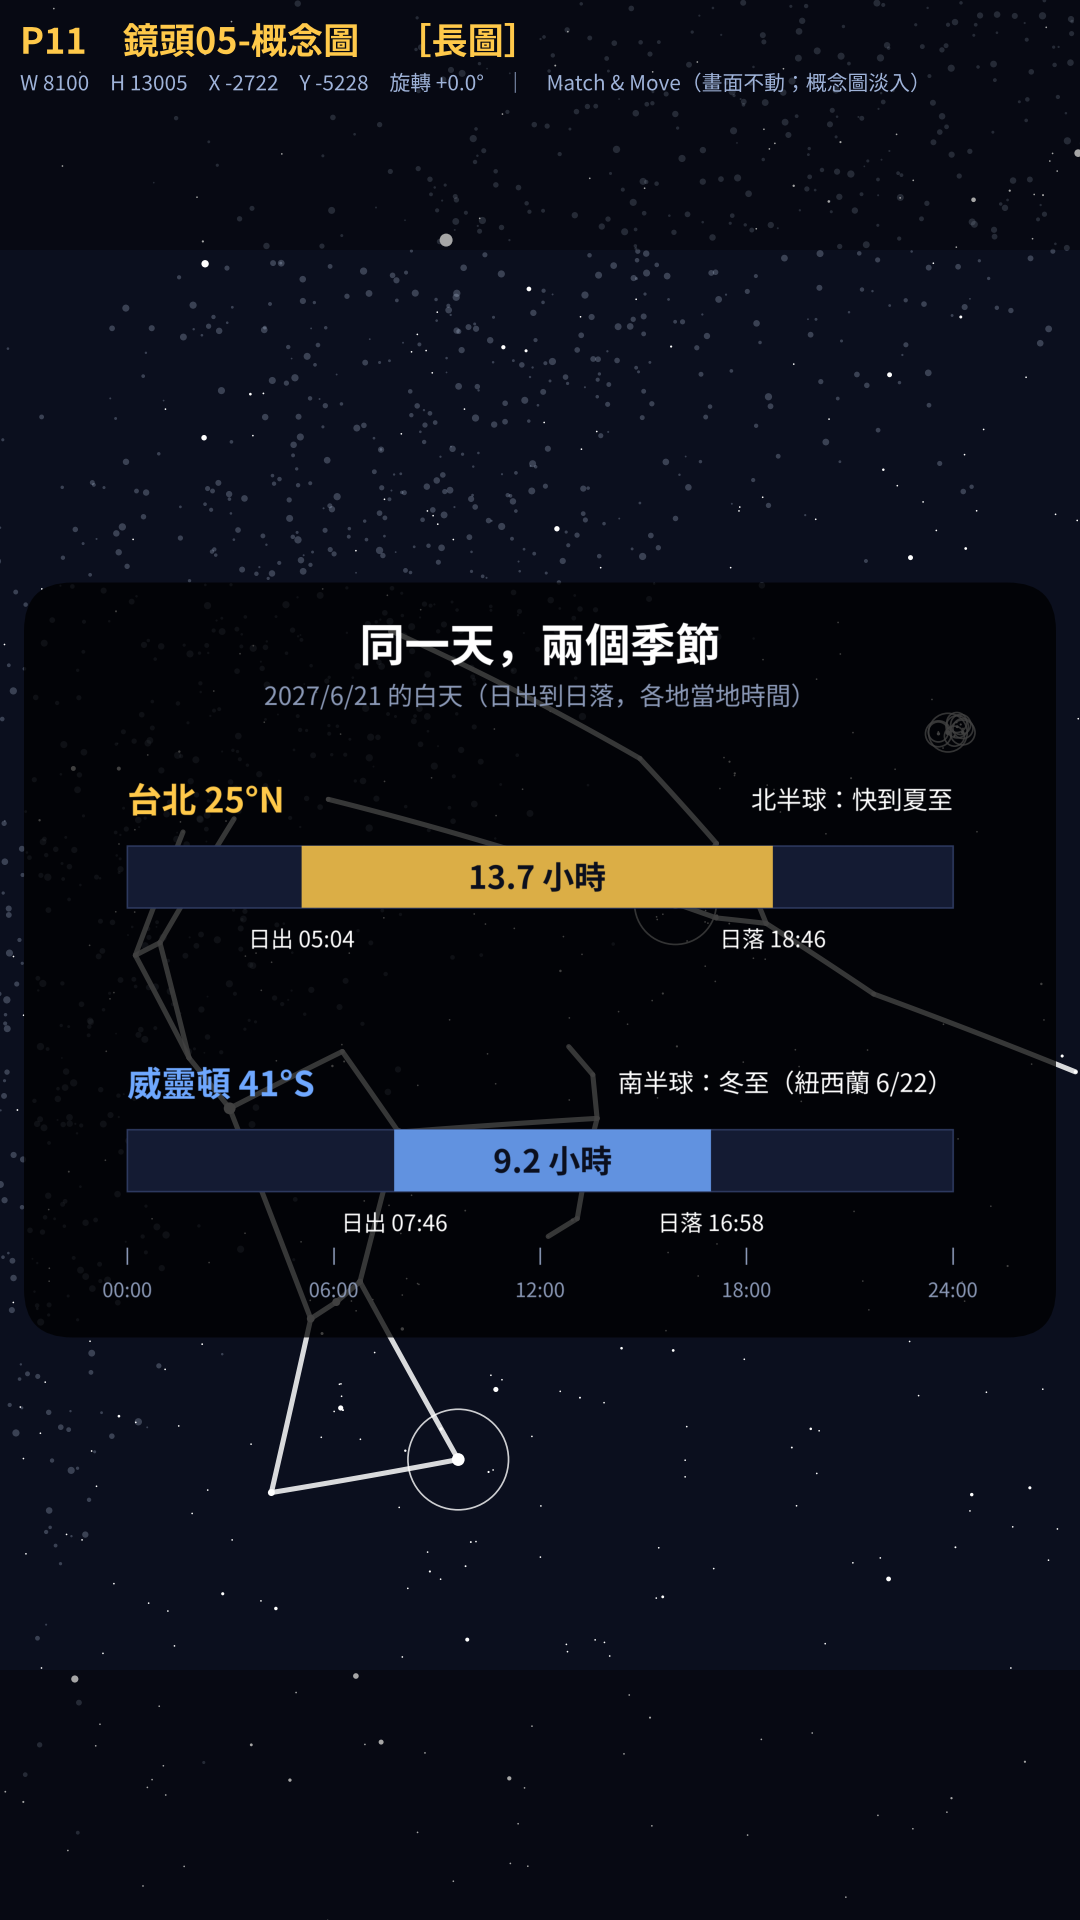 P11　鏡頭05-概念圖　［長圖］
W 8100　H 13005　X -2722　Y -5228　旋轉 +0.0°　｜　Match & Move（畫面不動；概念圖淡入）
同一天，兩個季節
2027/6/21 的白天（日出到日落，各地當地時間）
台北 25°N
北半球：快到夏至
13.7 小時
日出 05:04
日落 18:46
威靈頓 41°S
南半球：冬至（紐西蘭 6/22）
9.2 小時
日出 07:46
日落 16:58
00:00　06:00　12:00　18:00　24:00